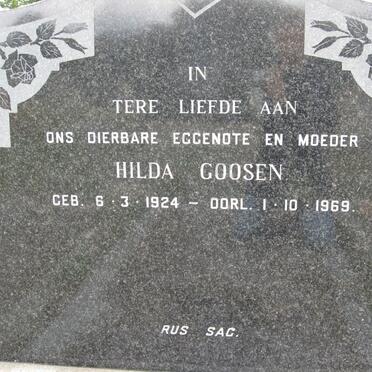 IN
TERE LIEFDE AAN
ONS DIERBARE EGGENOTE EN MOEDER
HILDA GOOSEN
GEB. 6·3·1924 – OORL. 1·10·1969.
RUS SAG.